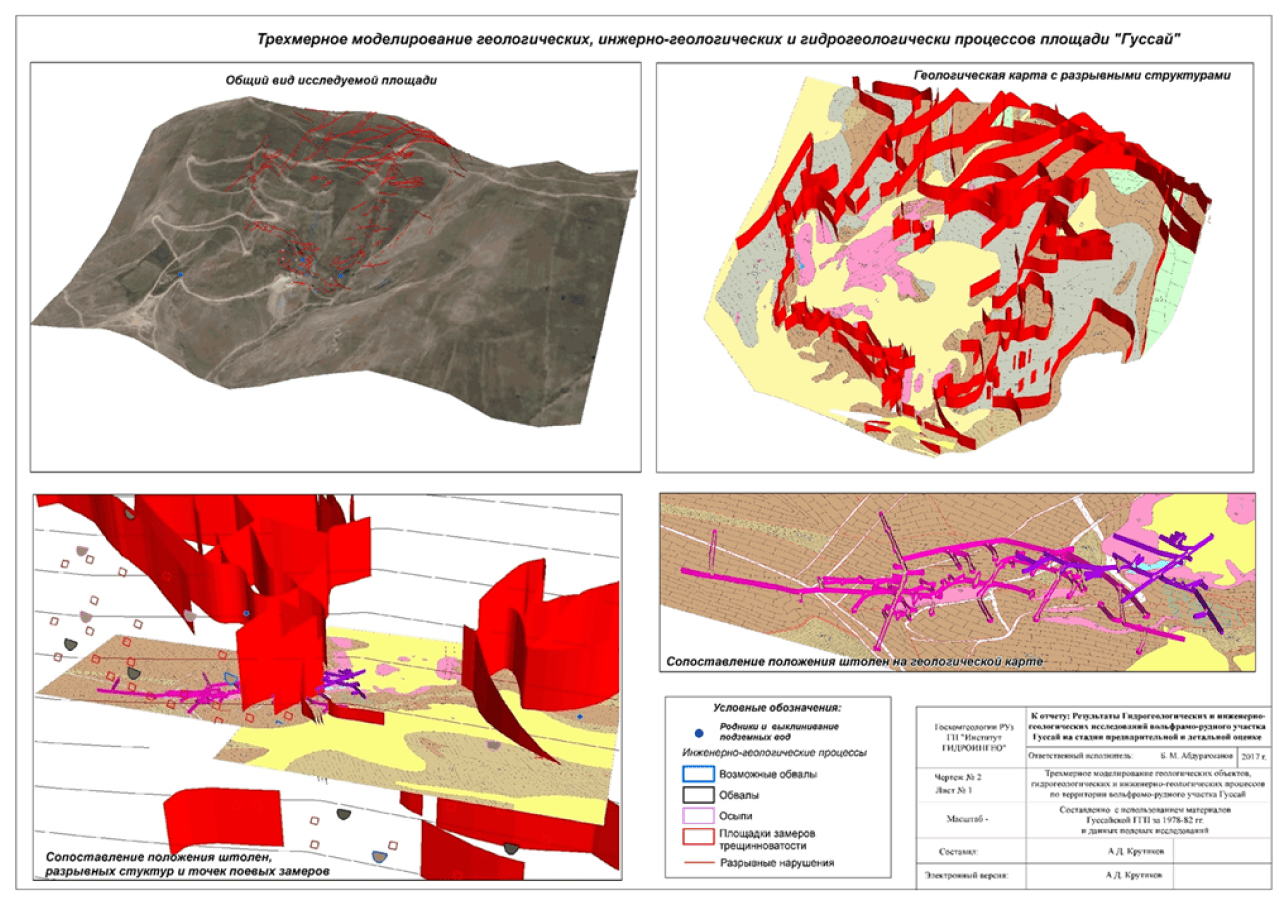 Трехмерное моделирование геологических, инжерно-геологических и гидрогеологически процессов площади "Гуссай"
Общий вид исследуемой площади
Геологическая карта с разрывными структурами
Сопоставление положения штолен,
разрывных стуктур и точек поевых замеров
Сопоставление положения штолен на геологической карте
Условные обозначения:
Родники и выклинивание
подземных вод
Инженерно-геологические процессы
Возможные обвалы
Обвалы
Осыпи
Площадки замеров
трещинноватости
Разрывные нарушения
Госкомгеологии РУз
ГП "Институт
ГИДРОИНГЕО"
К отчету: Результаты Гидрогеологических и инженерно-
геологических исследований вольфрамо-рудного участка
Гуссай на стадии предварительной и детальной оценке
Ответственный исполнитель: Б. М. Абдурахманов 2017 г.
Чертеж № 2
Лист № 1
Трехмерное моделирование геологических объектов,
гидрогеологических и инженерно-геологических процессов
по территории вольфрамо-рудного участка Гуссай
Масштаб -
Составленно с использованием материалов
Гуссайской ГГП за 1978-82 гг.
и данных полевых исследований
Составил: А.Д. Крутиков
Электронный версия: А.Д. Крутиков